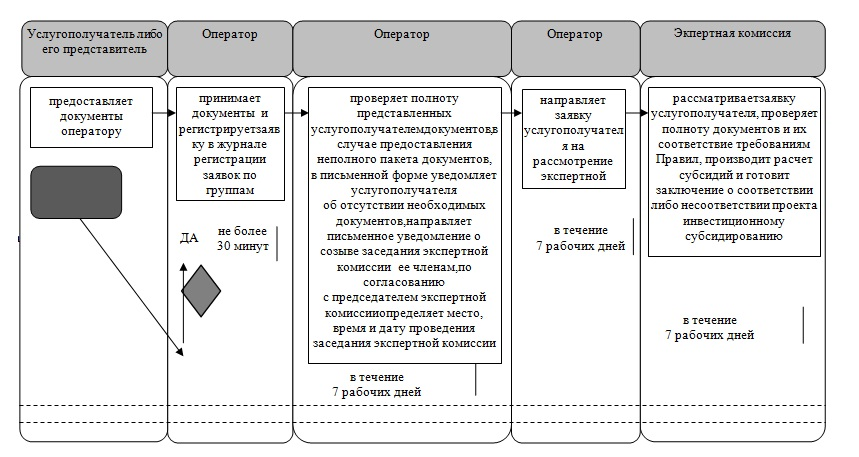 Услугополучатель либо
его представитель
Оператор
Оператор
Оператор
Экпертная комиссия
предоставляет
документы
оператору
принимает
документы и
регистрируетзаяв
ку в журнале
регистрации
заявок по
группам
ДА
не более
30 минут
проверяет полноту
представленных
услугополучателемдокументов,в
случае предоставления
неполного пакета документов,
в письменной форме уведомляет
услугополучателя
об отсутствии необходимых
документов,направляет
письменное уведомление о
созыве заседания экспертной
комиссии ее членам,по
согласованию
с председателем экспертной
комиссииопределяет место,
время и дату проведения
заседания экспертной комиссии
в течение
7 рабочих дней
направляет
заявку
услугополучател
я на
рассмотрение
экспертной
в течение
7 рабочих дней
рассматриваетзаявку
услугополучателя, проверяет
полноту документов и их
соответствие требованиям
Правил, производит расчет
субсидий и готовит
заключение о соответствии
либо несоответствии проекта
инвестиционному
субсидированию
в течение
7 рабочих дней